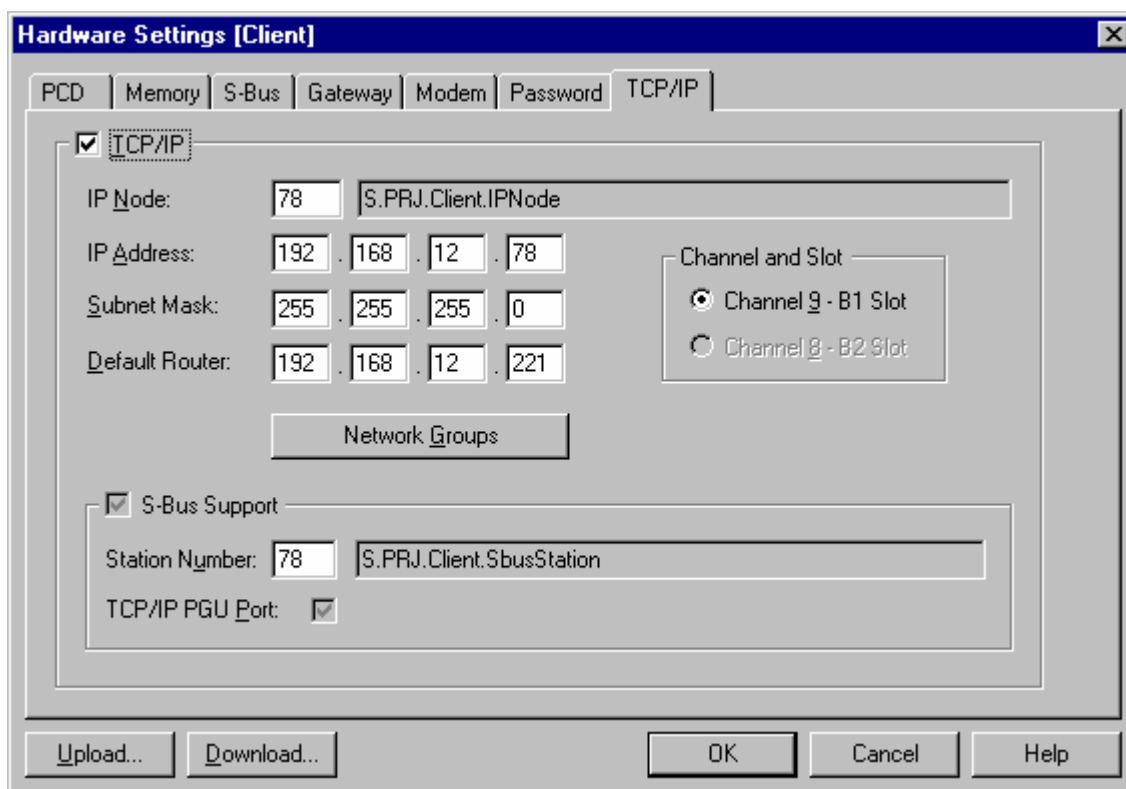 Hardware Settings [Client]
PCD Memory S-Bus Gateway Modem Password TCP/IP
TCP/IP
IP Node: 78 S.PRJ.Client.IPNode
IP Address: 192 . 168 . 12 . 78
Channel and Slot
Subnet Mask: 255 . 255 . 255 . 0
Channel 9 - B1 Slot
Default Router: 192 . 168 . 12 . 221
Channel 8 - B2 Slot
Network Groups
S-Bus Support
Station Number: 78 S.PRJ.Client.SbusStation
TCP/IP PGU Port:
Upload... Download... OK Cancel Help